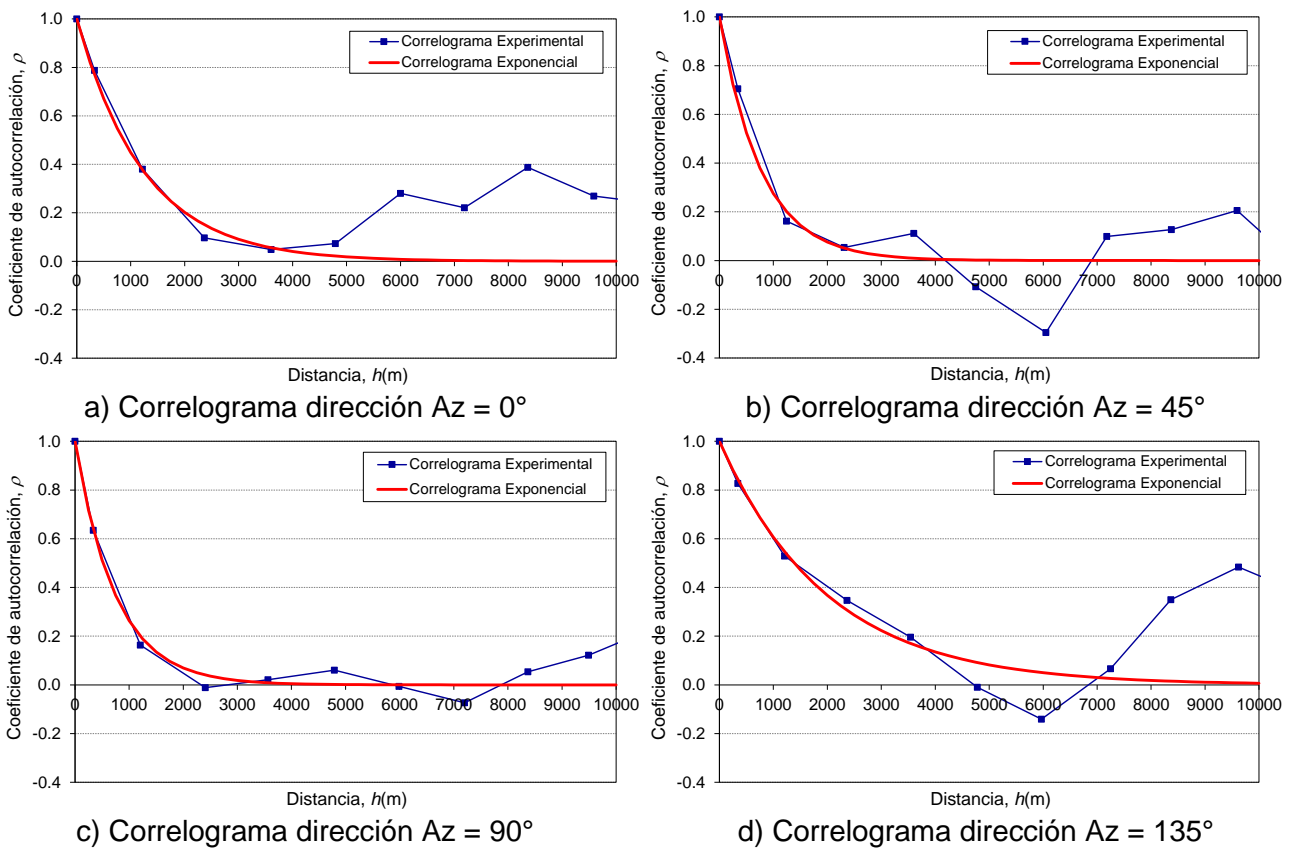 Coeficiente de autocorrelación, ρ
1.0
0.8
0.6
0.4
0.2
0.0
-0.2
-0.4
Correlograma Experimental
Correlograma Exponencial
0 1000 2000 3000 4000 5000 6000 7000 8000 9000 10000
Distancia, h(m)
a) Correlograma dirección Az = 0°
Coeficiente de autocorrelación, ρ
1.0
0.8
0.6
0.4
0.2
0.0
-0.2
-0.4
Correlograma Experimental
Correlograma Exponencial
0 1000 2000 3000 4000 5000 6000 7000 8000 9000 10000
Distancia, h(m)
b) Correlograma dirección Az = 45°
Coeficiente de autocorrelación, ρ
1.0
0.8
0.6
0.4
0.2
0.0
-0.2
-0.4
Correlograma Experimental
Correlograma Exponencial
0 1000 2000 3000 4000 5000 6000 7000 8000 9000 10000
Distancia, h(m)
c) Correlograma dirección Az = 90°
Coeficiente de autocorrelación, ρ
1.0
0.8
0.6
0.4
0.2
0.0
-0.2
-0.4
Correlograma Experimental
Correlograma Exponencial
0 1000 2000 3000 4000 5000 6000 7000 8000 9000 10000
Distancia, h(m)
d) Correlograma dirección Az = 135°